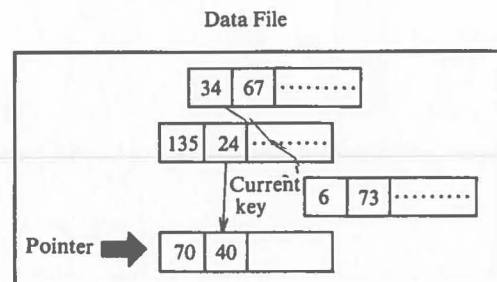 Data File
34 67 .........
135 24 .........
Current
key
6 73 .........
Pointer
70 40